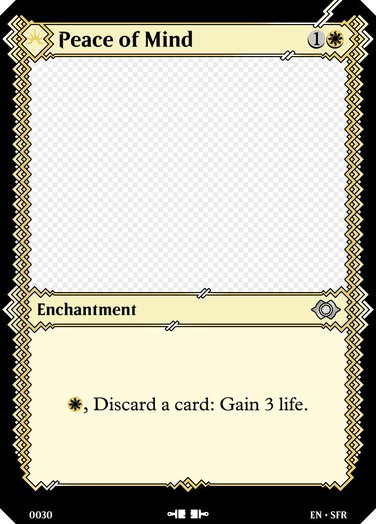 Peace of Mind 1
Enchantment
, Discard a card: Gain 3 life.
0030 EN • SFR